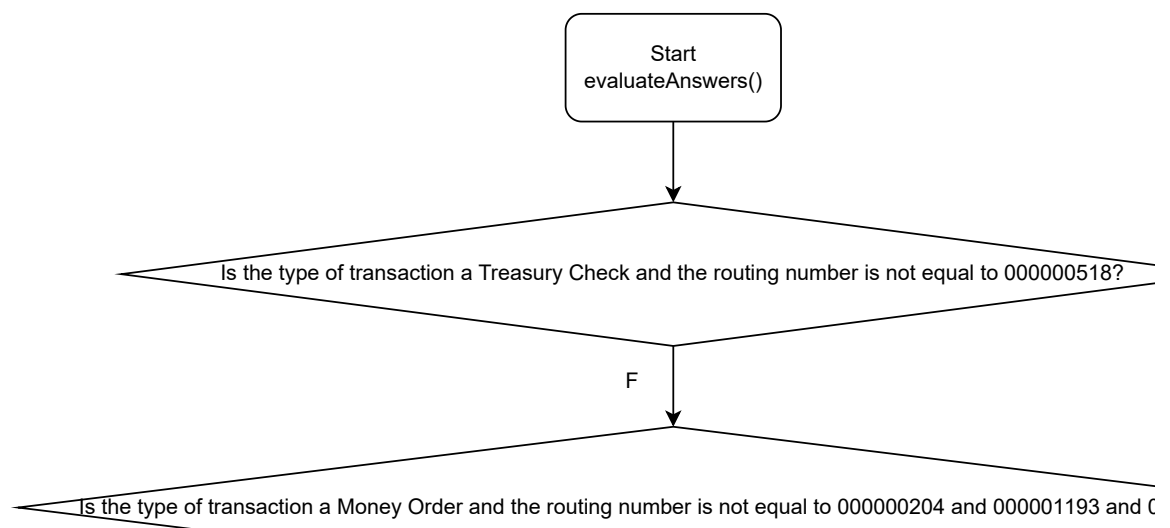 Start
evaluateAnswers()
Is the type of transaction a Treasury Check and the routing number is not equal to 000000518?
F
Is the type of transaction a Money Order and the routing number is not equal to 000000204 and 000001193 and